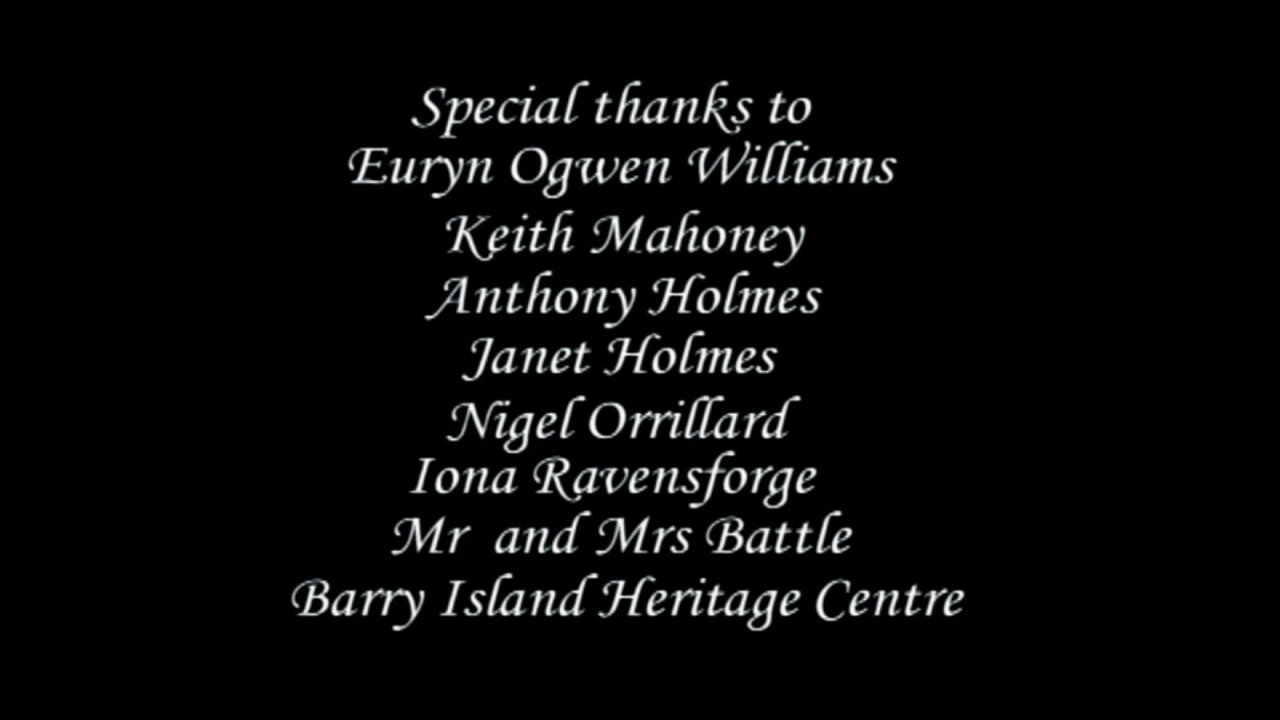 Special thanks to
Euryn Ogwen Williams
Keith Mahoney
Anthony Holmes
Janet Holmes
Nigel Orrillard
Iona Ravensforge
Mr and Mrs Battle
Barry Island Heritage Centre